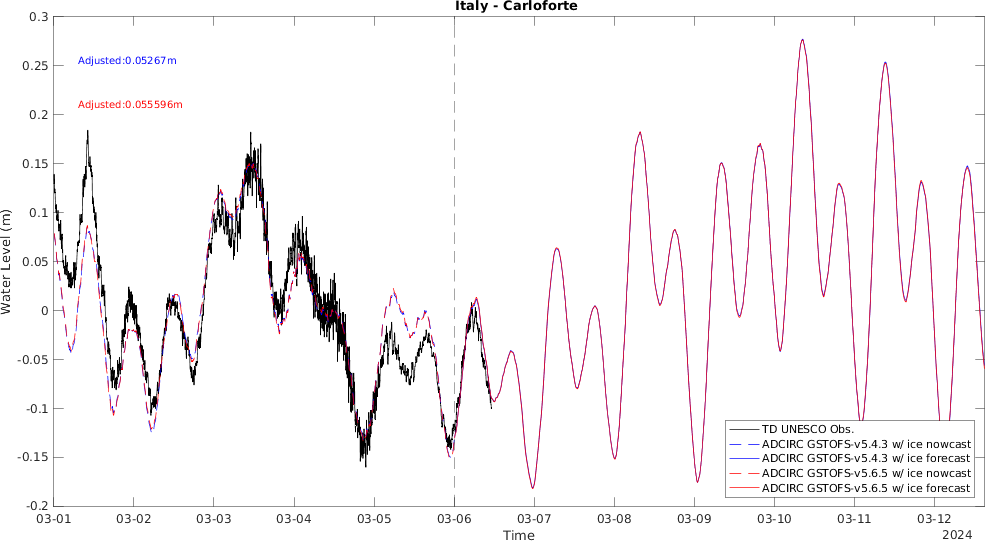 Italy - Carloforte
0.3
0.25
0.2
0.15
0.1
0.05
0
-0.05
-0.1
-0.15
-0.2
Water Level (m)
Adjusted:0.05267m
Adjusted:0.055596m
TD UNESCO Obs.
ADCIRC GSTOFS-v5.4.3 w/ ice nowcast
ADCIRC GSTOFS-v5.4.3 w/ ice forecast
ADCIRC GSTOFS-v5.6.5 w/ ice nowcast
ADCIRC GSTOFS-v5.6.5 w/ ice forecast
03-01 03-02 03-03 03-04 03-05 03-06 03-07 03-08 03-09 03-10 03-11 03-12
Time
2024